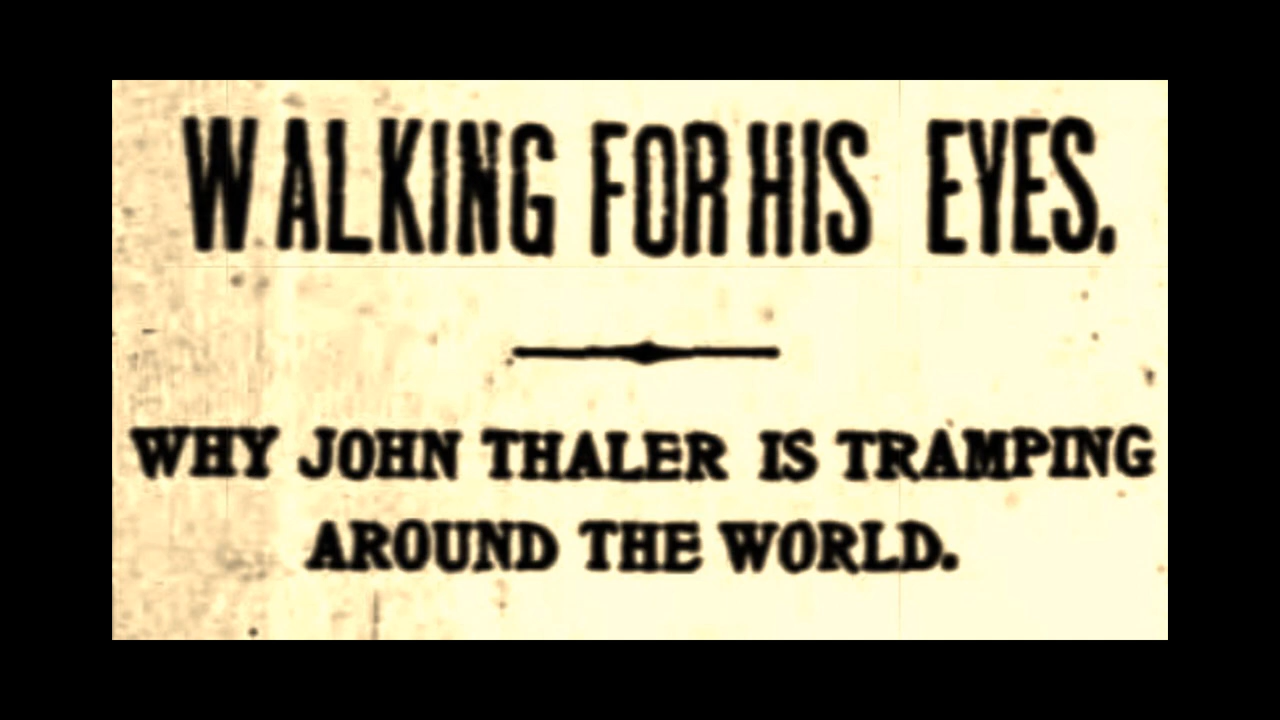 WALKING FOR HIS EYES.
WHY JOHN THALER IS TRAMPING
AROUND THE WORLD.